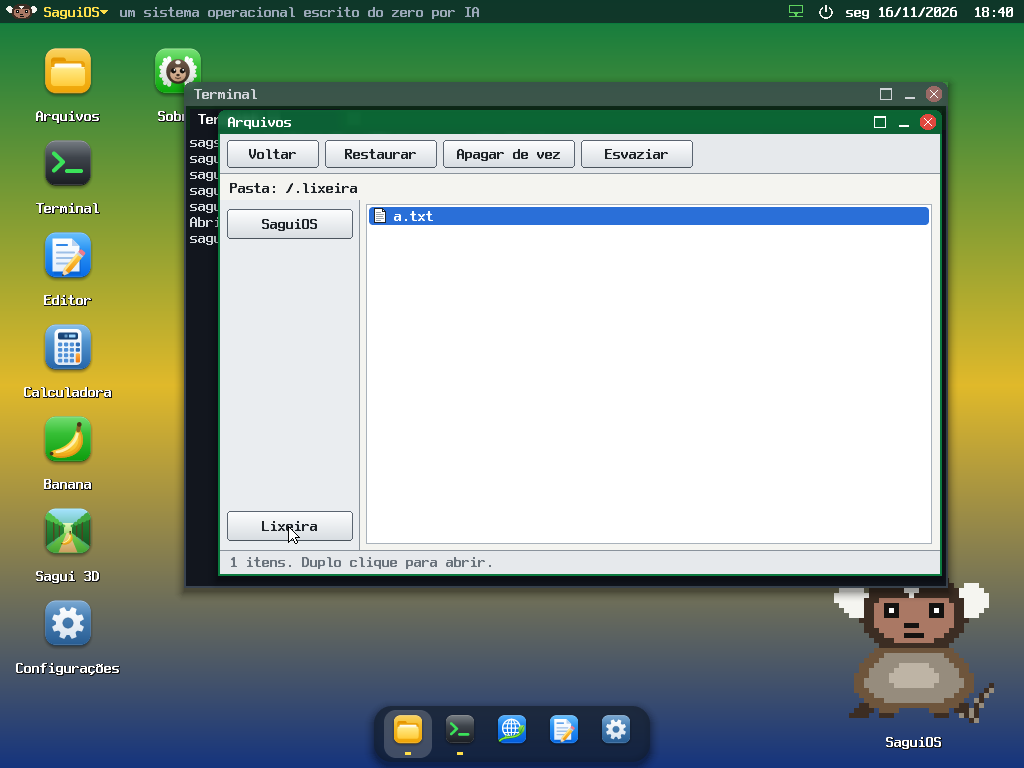 SaguiOS
um sistema operacional escrito do zero por IA
seg 16/11/2026 18:40
Arquivos
Terminal
Editor
Calculadora
Banana
Sagui 3D
Configurações
Terminal
Arquivos
Voltar
Restaurar
Apagar de vez
Esvaziar
Pasta: /.lixeira
SaguiOS
a.txt
Lixeira
1 itens. Duplo clique para abrir.
SaguiOS